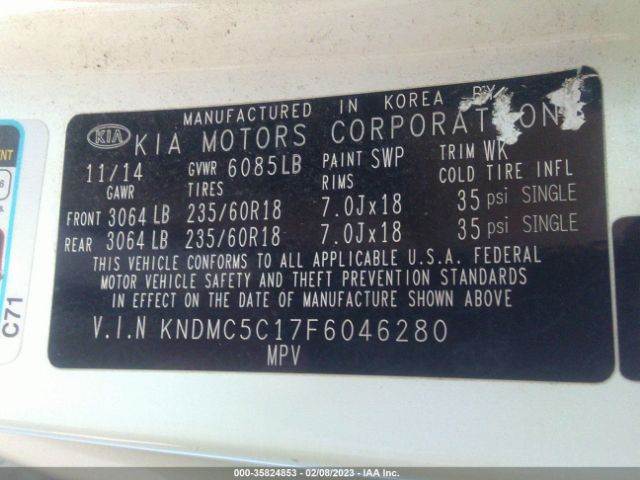 MANUFACTURED IN KOREA BY
KIA KIA MOTORS CORPORATION
11/14 GVWR 6085LB PAINT SWP TRIM WK
GAWR TIRES RIMS COLD TIRE INFL
FRONT 3064 LB 235/60R18 7.0Jx18 35 psi SINGLE
REAR 3064 LB 235/60R18 7.0Jx18 35 psi SINGLE
THIS VEHICLE CONFORMS TO ALL APPLICABLE U.S.A. FEDERAL
MOTOR VEHICLE SAFETY AND THEFT PREVENTION STANDARDS
IN EFFECT ON THE DATE OF MANUFACTURE SHOWN ABOVE
V.I.N KNDMC5C17F6046280
MPV
C71
000-35824853 - 02/08/2023 - IAA Inc.